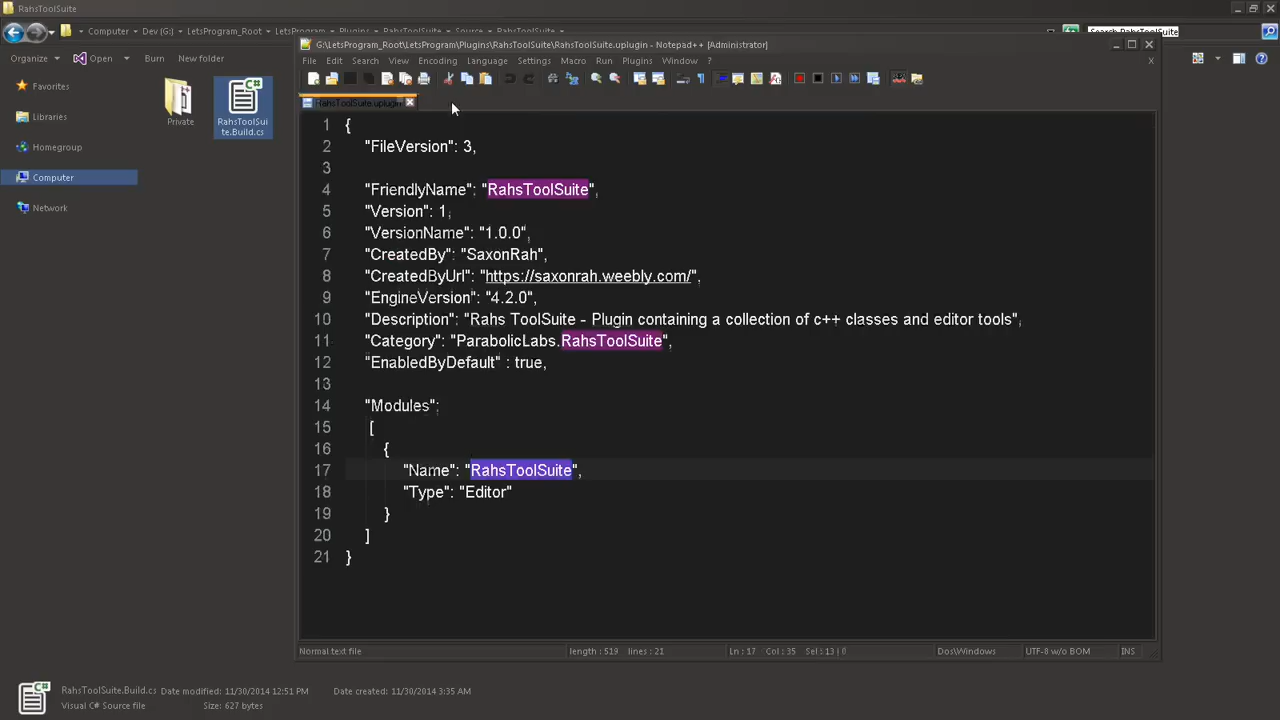 RahsToolSuite
Computer Dev (G:) LetsProgram_Root LetsProgram Plugins RahsToolSuite Source RahsToolSuite
Search RahsToolSuite
Organize Open Burn New folder
Favorites
Libraries
Homegroup
Computer
Network
Private
RahsToolSui
te.Build.cs
G:\LetsProgram_Root\LetsProgram\Plugins\RahsToolSuite\RahsToolSuite.uplugin - Notepad++ [Administrator]
File Edit Search View Encoding Language Settings Macro Run Plugins Window ? X
RahsToolSuite.uplugin
1 {
2 "FileVersion": 3,
3
4 "FriendlyName": "RahsToolSuite",
5 "Version": 1,
6 "VersionName": "1.0.0",
7 "CreatedBy": "SaxonRah",
8 "CreatedByUrl": "https://saxonrah.weebly.com/",
9 "EngineVersion": "4.2.0",
10 "Description": "Rahs ToolSuite - Plugin containing a collection of c++ classes and editor tools",
11 "Category": "ParabolicLabs.RahsToolSuite",
12 "EnabledByDefault" : true,
13
14 "Modules":
15 [
16 {
17 "Name": "RahsToolSuite",
18 "Type": "Editor"
19 }
20 ]
21 }
Normal text file length : 519 lines : 21 Ln : 17 Col : 35 Sel : 13 | 0 Dos\Windows UTF-8 w/o BOM INS
RahsToolSuite.Build.cs Date modified: 11/30/2014 12:51 PM Date created: 11/30/2014 3:35 AM
Visual C# Source file Size: 627 bytes